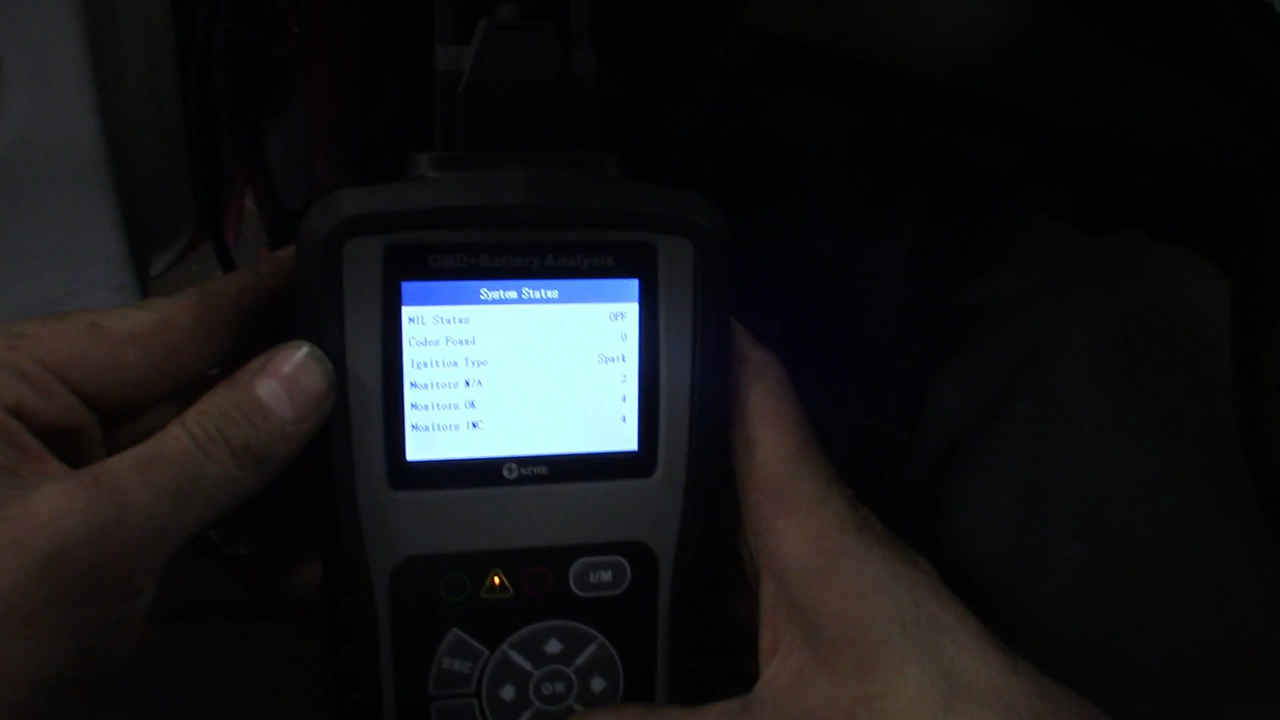 OBD+Battery Analysis
System Status
MIL Status OFF
Codes Found 0
Ignition Type Spark
Monitors N/A 2
Monitors OK 4
Monitors INC 4
I/M
ESC
OK